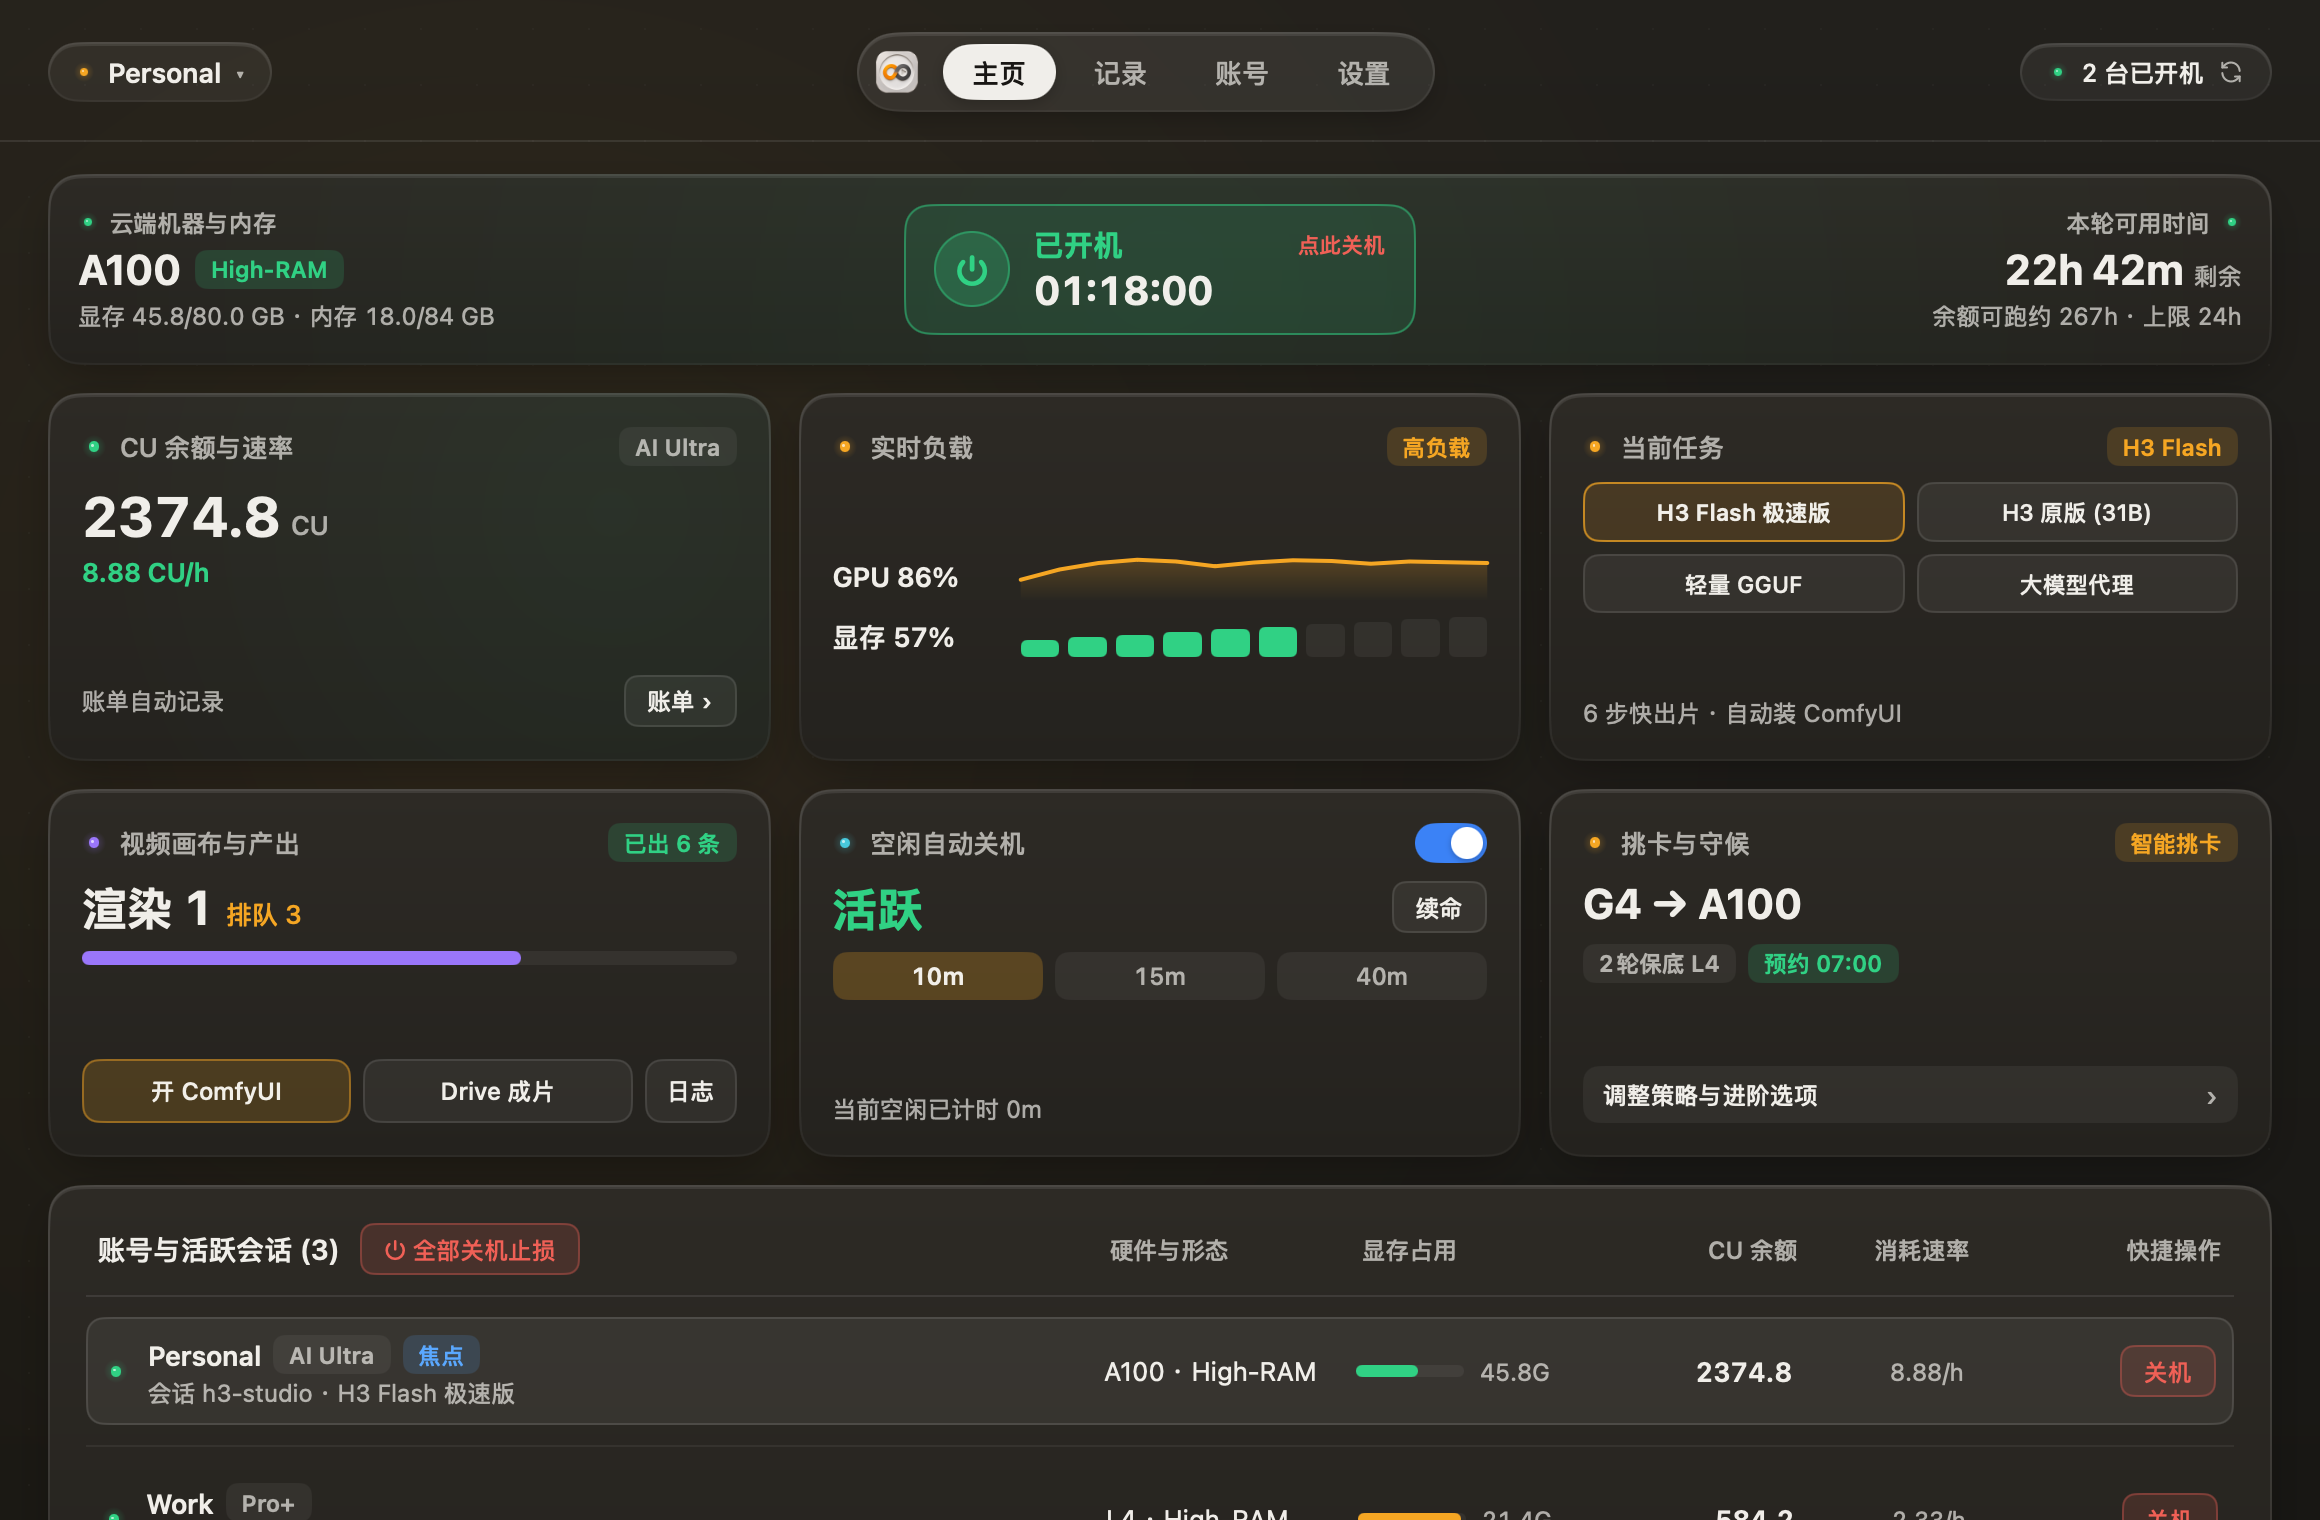 Personal ▾
主页
记录
账号
设置
2 台已开机
云端机器与内存
A100 High-RAM
显存 45.8/80.0 GB · 内存 18.0/84 GB
已开机
点此关机
01:18:00
本轮可用时间
22h 42m 剩余
余额可跑约 267h · 上限 24h
CU 余额与速率
AI Ultra
2374.8 CU
8.88 CU/h
账单自动记录
账单 ›
实时负载
高负载
GPU 86%
显存 57%
当前任务
H3 Flash
H3 Flash 极速版
H3 原版 (31B)
轻量 GGUF
大模型代理
6 步快出片 · 自动装 ComfyUI
视频画布与产出
已出 6 条
渲染 1 排队 3
开 ComfyUI
Drive 成片
日志
空闲自动关机
活跃
续命
10m
15m
40m
当前空闲已计时 0m
挑卡与守候
智能挑卡
G4 → A100
2轮保底 L4
预约 07:00
调整策略与进阶选项 ›
账号与活跃会话 (3)
全部关机止损
硬件与形态
显存占用
CU 余额
消耗速率
快捷操作
Personal AI Ultra 焦点
会话 h3-studio · H3 Flash 极速版
A100 · High-RAM
45.8G
2374.8
8.88/h
关机
Work Pro+
L4 · High-RAM
21.4G
584.2
2.33/h
关机